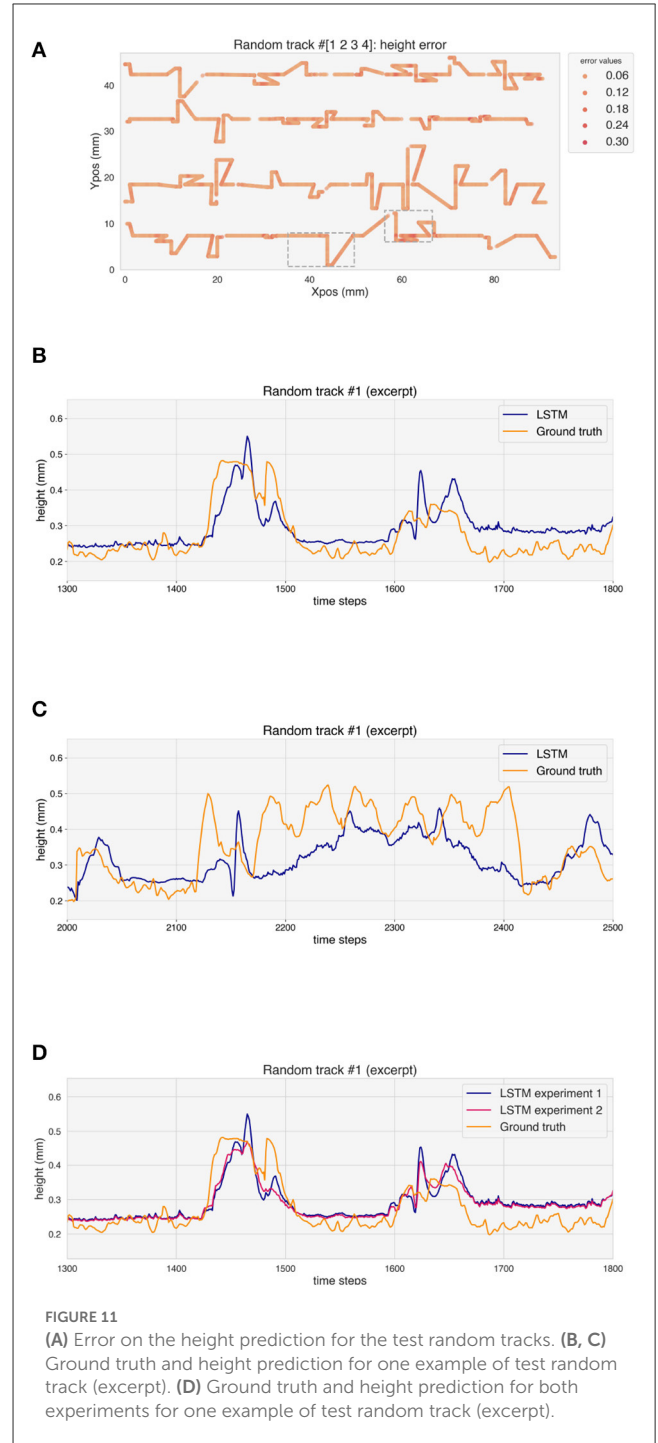 A
Random track #[1 2 3 4]: height error
error values
0.06
0.12
0.18
0.24
0.30
40
30
20
10
0
Ypos (mm)
0 20 40 60 80
Xpos (mm)
B
Random track #1 (excerpt)
LSTM
Ground truth
0.6
0.5
0.4
0.3
0.2
height (mm)
1300 1400 1500 1600 1700 1800
time steps
C
Random track #1 (excerpt)
LSTM
Ground truth
0.6
0.5
0.4
0.3
0.2
height (mm)
2000 2100 2200 2300 2400 2500
time steps
D
Random track #1 (excerpt)
LSTM experiment 1
LSTM experiment 2
Ground truth
0.6
0.5
0.4
0.3
0.2
height (mm)
1300 1400 1500 1600 1700 1800
time steps
FIGURE 11
(A) Error on the height prediction for the test random tracks. (B, C)
Ground truth and height prediction for one example of test random
track (excerpt). (D) Ground truth and height prediction for both
experiments for one example of test random track (excerpt).